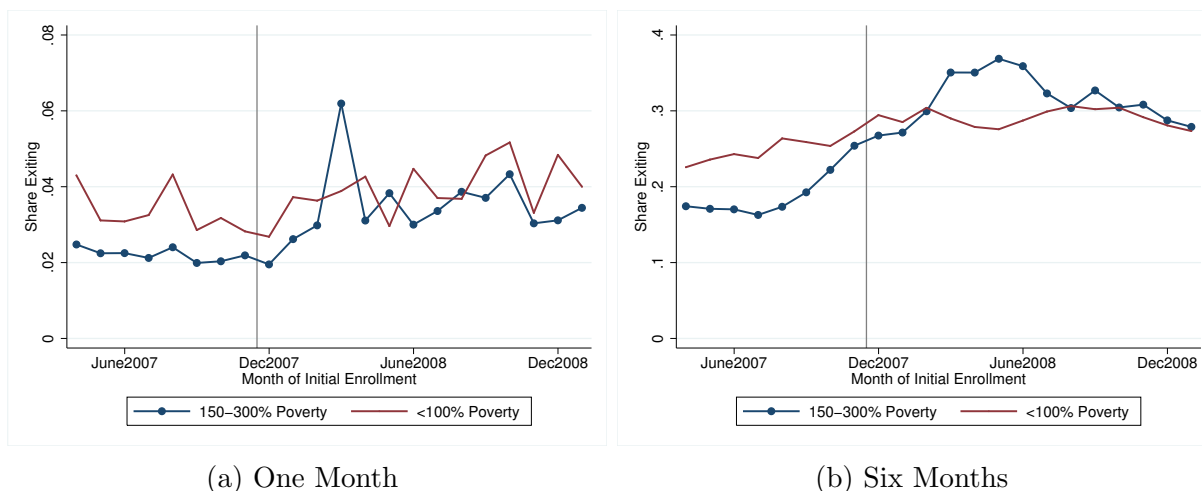 .08
.06
.04
.02
0
Share Exiting
June2007 Dec2007 June2008 Dec2008
Month of Initial Enrollment
150−300% Poverty <100% Poverty
(a) One Month
.4
.3
.2
.1
0
Share Exiting
June2007 Dec2007 June2008 Dec2008
Month of Initial Enrollment
150−300% Poverty <100% Poverty
(b) Six Months